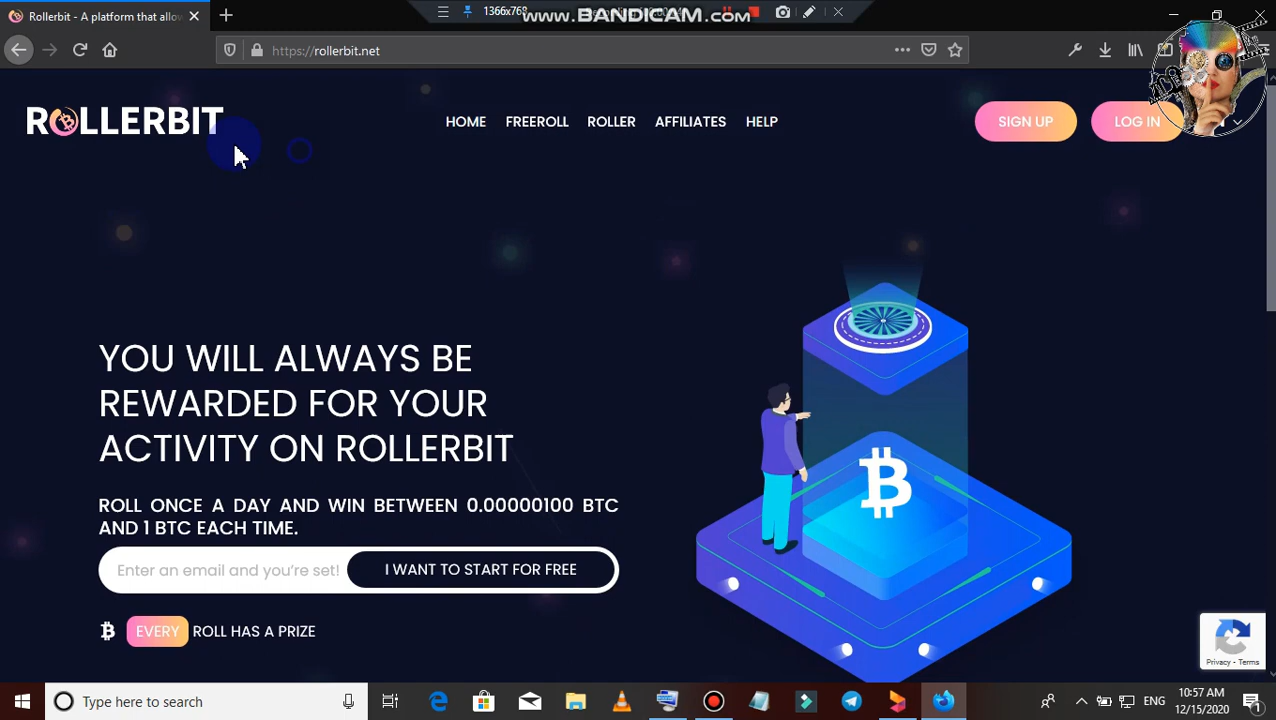 Rollerbit - A platform that allow
1366x768
www.BANDICAM.com
https://rollerbit.net
ROLLERBIT
HOME
FREEROLL
ROLLER
AFFILIATES
HELP
SIGN UP
LOG IN
YOU WILL ALWAYS BE
REWARDED FOR YOUR
ACTIVITY ON ROLLERBIT
ROLL ONCE A DAY AND WIN BETWEEN 0.00000100 BTC
AND 1 BTC EACH TIME.
Enter an email and you're set!
I WANT TO START FOR FREE
EVERY ROLL HAS A PRIZE
Privacy - Terms
Type here to search
ENG
10:57 AM
12/15/2020
1